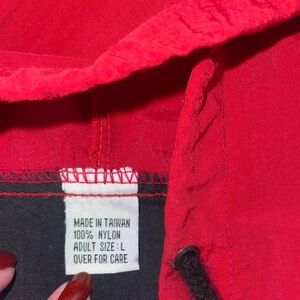 MADE IN TAIWAN
100% NYLON
ADULT SIZE: L
OVER FOR CARE